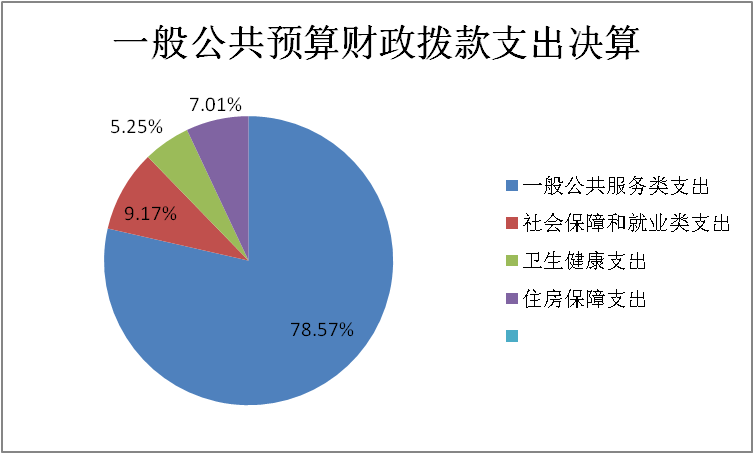 一般公共预算财政拨款支出决算
7.01%
5.25%
9.17%
78.57%
一般公共服务类支出
社会保障和就业类支出
卫生健康支出
住房保障支出